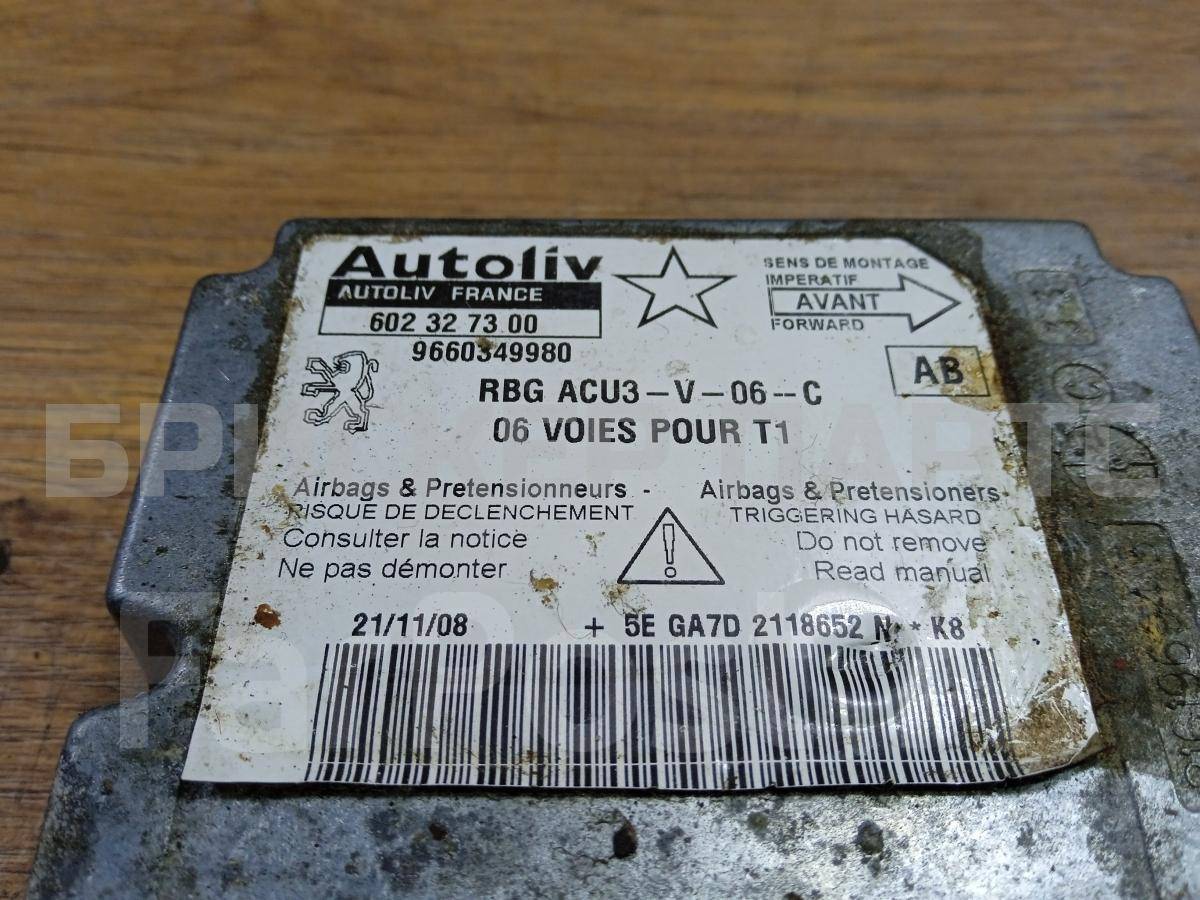 Autoliv
AUTOLIV FRANCE
602 32 73 00
9660349980
SENS DE MONTAGE
IMPERATIF
AVANT
FORWARD
AB
RBG ACU3-V-06--C
06 VOIES POUR T1
Airbags & Pretensionneurs -
RISQUE DE DECLENCHEMENT
Consulter la notice
Ne pas démonter
Airbags & Pretensioners-
TRIGGERING HASARD
Do not remove
Read manual
21/11/08 + 5E GA7D 2118652 N * K8